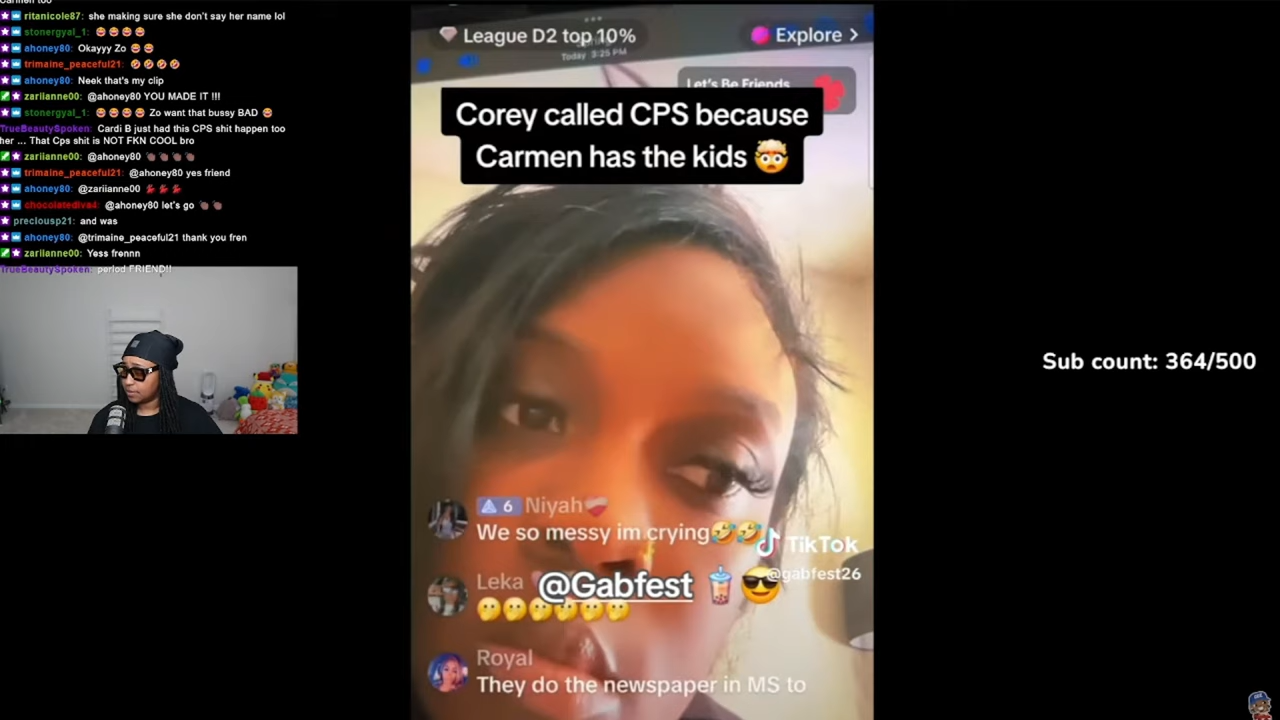 Carmen too
ritanicole87: she making sure she don't say her name lol
stonergyal_1: 🤣🤣🤣🤣
ahoney80: Okayyy Zo 🤣🤣
trimaine_peaceful21: 🤣🤣🤣🤣
ahoney80: Neek that's my clip
zariianne00: @ahoney80 YOU MADE IT !!!
stonergyal_1: 🤣🤣🤣🤣 Zo want that bussy BAD 🤣
TrueBeautySpoken: Cardi B just had this CPS shit happen too
her ... That Cps shit is NOT FKN COOL bro
zariianne00: @ahoney80 👏🏿👏🏿👏🏿👏🏿
trimaine_peaceful21: @ahoney80 yes friend
ahoney80: @zariianne00 💃💃💃
chocolatediva4: @ahoney80 let's go 👏🏿👏🏿
preciousp21: and was
ahoney80: @trimaine_peaceful21 thank you fren
zariianne00: Yess frennn
TrueBeautySpoken: period FRIEND!!
League D2 top 10%
Explore >
Today 3:25 PM
Let's Be Friends
Corey called CPS because
Carmen has the kids 🤯
6 Niyah
We so messy im crying🤣🤣
TikTok
@gabfest26
Leka
@Gabfest 🧋 😎
Royal
They do the newspaper in MS to
Sub count: 364/500